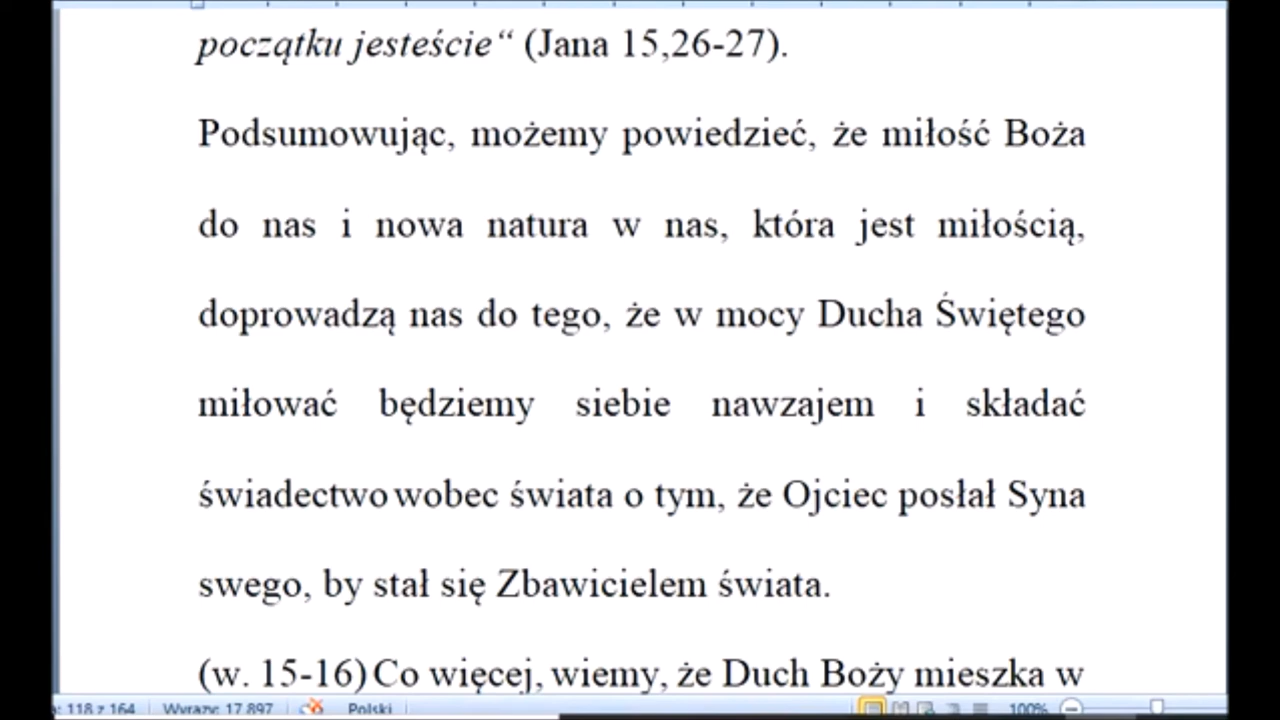 początku jesteście“ (Jana 15,26-27).
Podsumowując, możemy powiedzieć, że miłość Boża
do nas i nowa natura w nas, która jest miłością,
doprowadzą nas do tego, że w mocy Ducha Świętego
miłować będziemy siebie nawzajem i składać
świadectwo wobec świata o tym, że Ojciec posłał Syna
swego, by stał się Zbawicielem świata.
(w. 15-16) Co więcej, wiemy, że Duch Boży mieszka w
: 118 z 164 Wyrazy: 17 897 Polski 100%